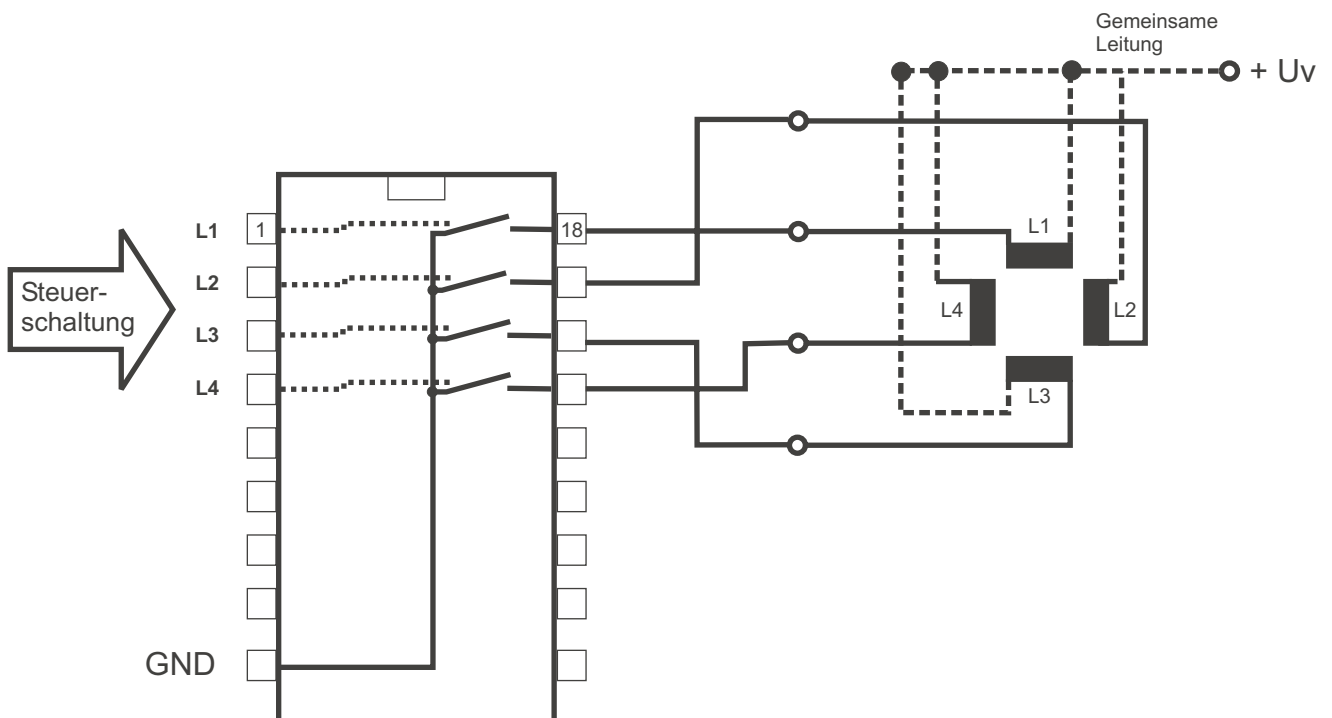 Gemeinsame
Leitung
+ Uv
L1
1
18
L1
L2
Steuer-
schaltung
L4
L2
L3
L4
L3
GND